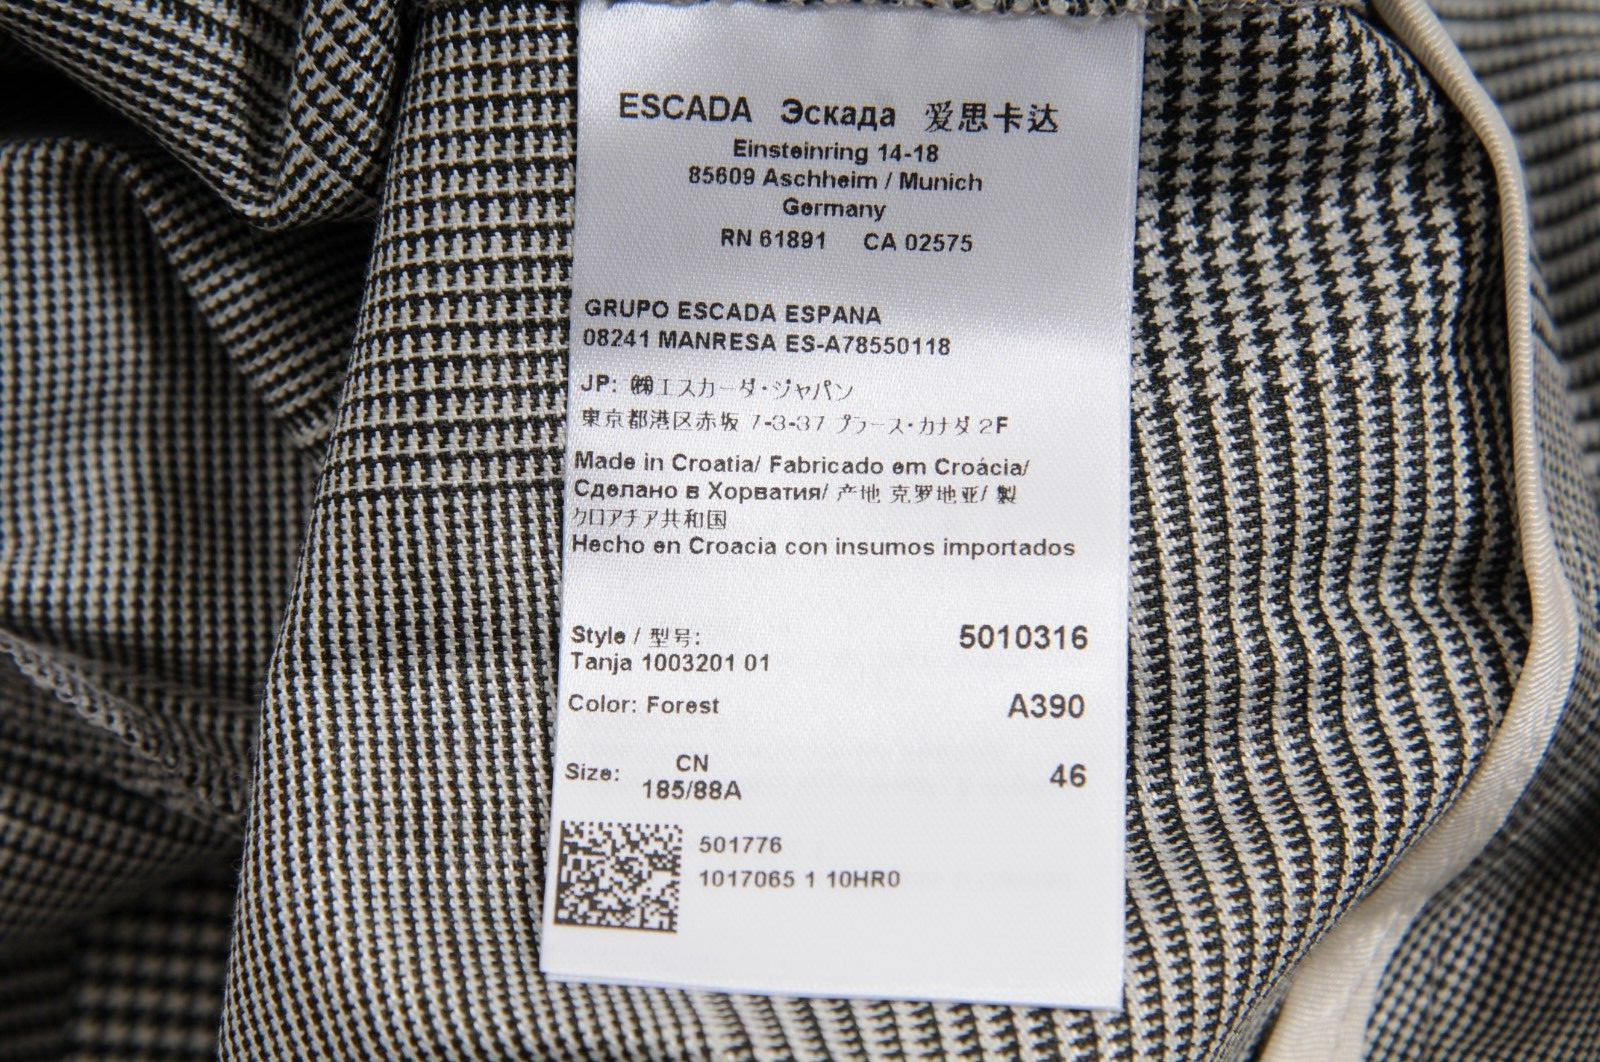 ESCADA Эскада 爱思卡达
Einsteinring 14-18
85609 Aschheim / Munich
Germany
RN 61891 CA 02575
GRUPO ESCADA ESPANA
08241 MANRESA ES-A78550118
JP: ㈱エスカーダ・ジャパン
東京都港区赤坂 7-3-37 プラース・カナダ 2F
Made in Croatia/ Fabricado em Croácia/
Сделано в Хорватия/ 产地 克罗地亚/ 製
クロアチア共和国
Hecho en Croacia con insumos importados
Style / 型号: 5010316
Tanja 1003201 01
Color: Forest A390
CN
Size: 46
185/88A
501776
1017065 1 10HR0